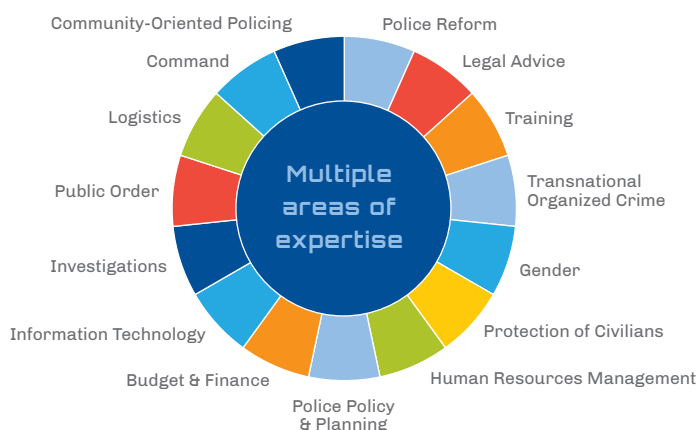 Community-Oriented Policing
Police Reform
Command
Legal Advice
Logistics
Training
Multiple
areas of
expertise
Public Order
Transnational
Organized Crime
Investigations
Gender
Information Technology
Protection of Civilians
Budget & Finance
Human Resources Management
Police Policy
& Planning